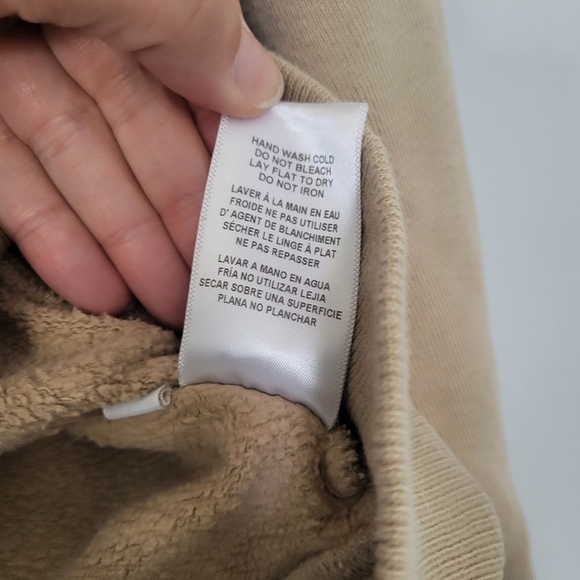 HAND WASH COLD
DO NOT BLEACH
LAY FLAT TO DRY
DO NOT IRON
LAVER À LA MAIN EN EAU
FROIDE NE PAS UTILISER
D' AGENT DE BLANCHIMENT
SÉCHER LE LINGE À PLAT
NE PAS REPASSER
LAVAR A MANO EN AGUA
FRÍA NO UTILIZAR LEJIA
SECAR SOBRE UNA SUPERFICIE
PLANA NO PLANCHAR